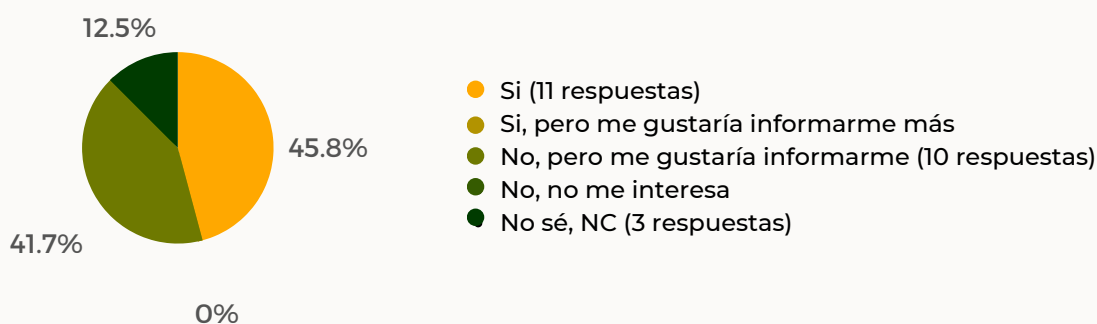 12.5%
45.8%
41.7%
0%
Si (11 respuestas)
Si, pero me gustaría informarme más
No, pero me gustaría informarme (10 respuestas)
No, no me interesa
No sé, NC (3 respuestas)